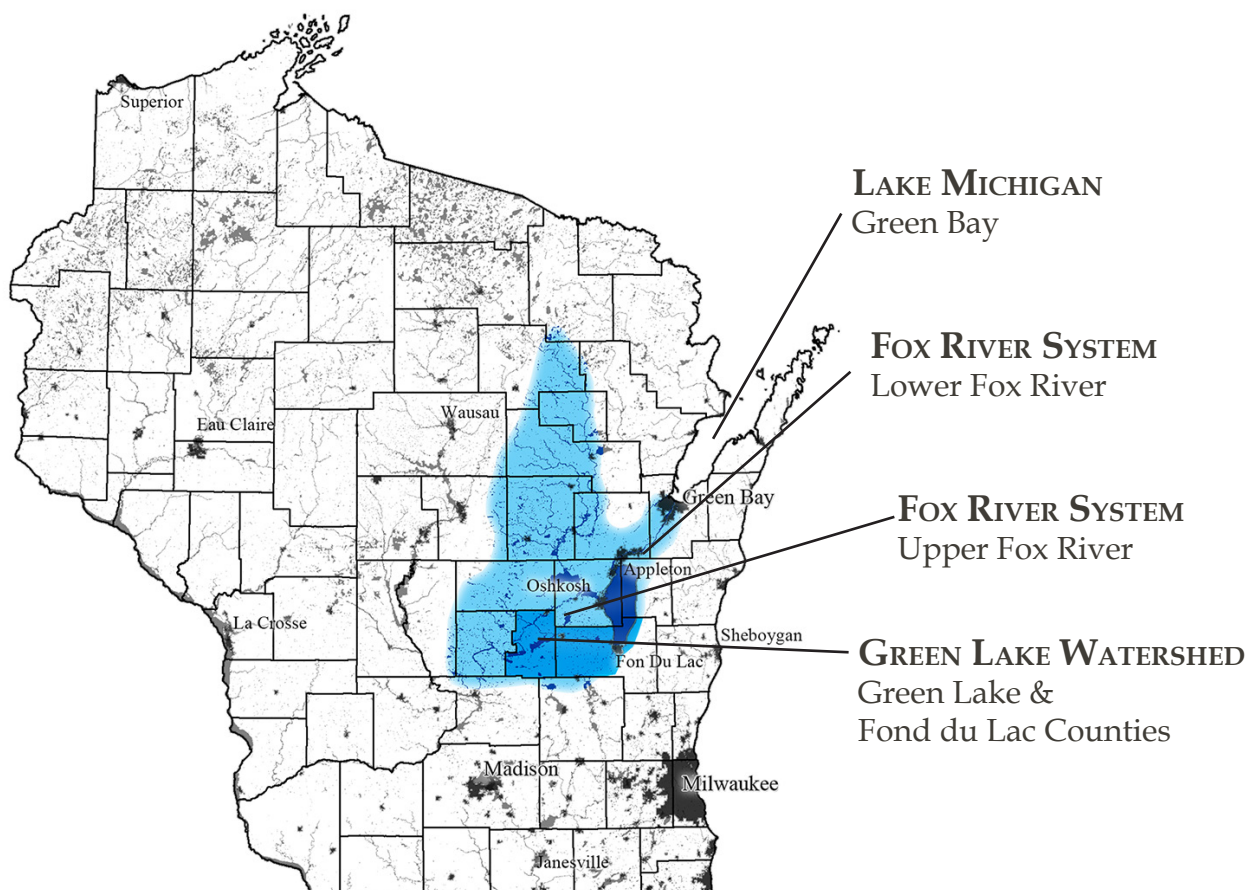 Superior
LAKE MICHIGAN
Green Bay
FOX RIVER SYSTEM
Lower Fox River
Wausau
Eau Claire
Green Bay
FOX RIVER SYSTEM
Upper Fox River
Appleton
Oshkosh
La Crosse
Sheboygan
Fon Du Lac
GREEN LAKE WATERSHED
Green Lake &
Fond du Lac Counties
Madison
Milwaukee
Janesville